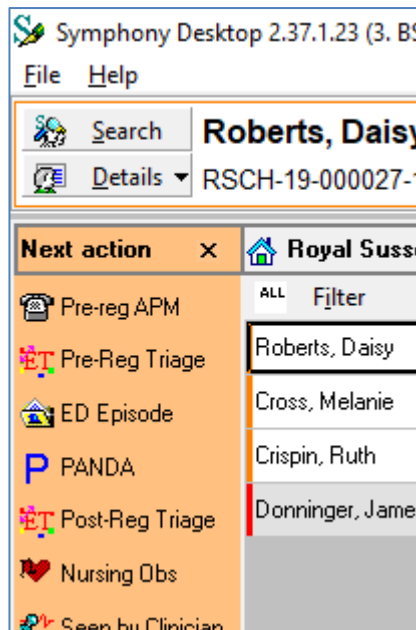 Symphony Desktop 2.37.1.23 (3. BS
File Help
Search
Roberts, Daisy
Details
RSCH-19-000027-
Next action
Royal Suss
ALL Filter
Pre-reg APM
Roberts, Daisy
Pre-Reg Triage
Cross, Melanie
ED Episode
Crispin, Ruth
P PANDA
Donninger, Jame
Post-Reg Triage
Nursing Obs
Seen by Clinician